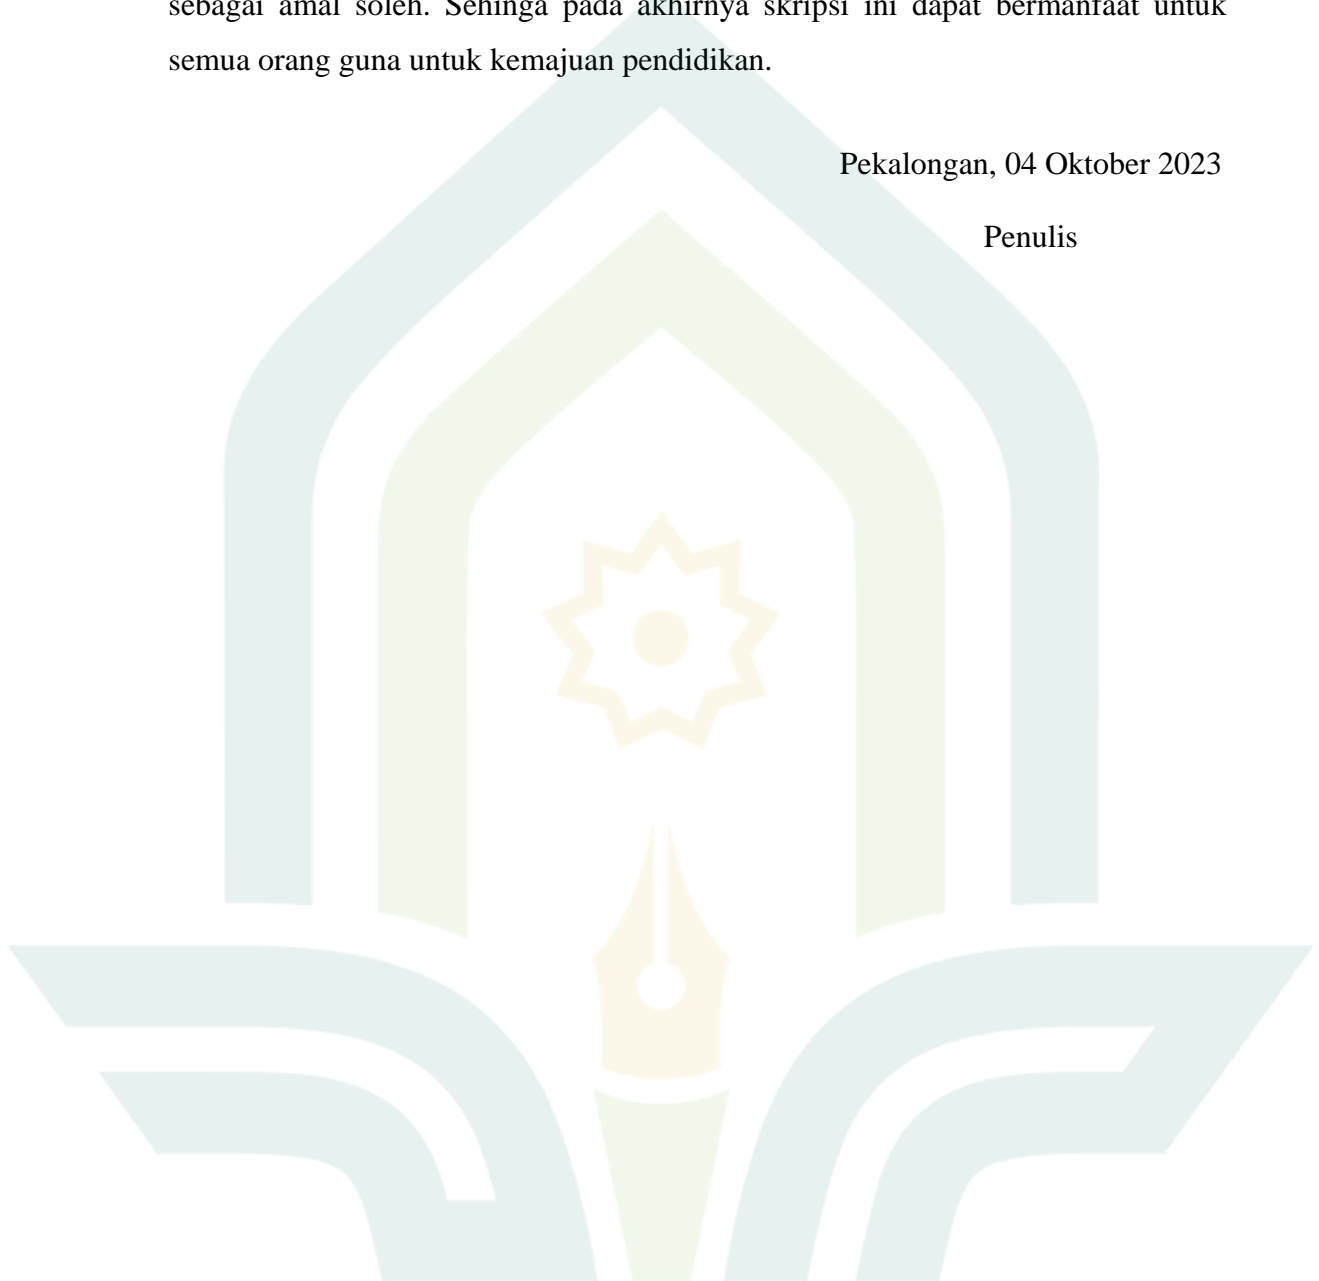 sebagai amal soleh. Sehinga pada akhirnya skripsi ini dapat bermanfaat untuk
semua orang guna untuk kemajuan pendidikan.
Pekalongan, 04 Oktober 2023
Penulis